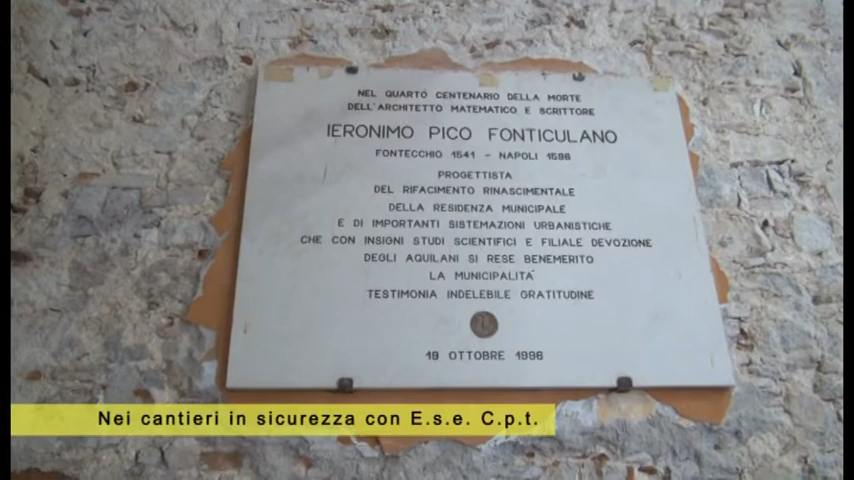 NEL QUARTO CENTENARIO DELLA MORTE
DELL'ARCHITETTO MATEMATICO E SCRITTORE
IERONIMO PICO FONTICULANO
FONTECCHIO 1541 - NAPOLI 1596
PROGETTISTA
DEL RIFACIMENTO RINASCIMENTALE
DELLA RESIDENZA MUNICIPALE
E DI IMPORTANTI SISTEMAZIONI URBANISTICHE
CHE CON INSIGNI STUDI SCIENTIFICI E FILIALE DEVOZIONE
DEGLI AQUILANI SI RESE BENEMERITO
LA MUNICIPALITA'
TESTIMONIA INDELEBILE GRATITUDINE
19 OTTOBRE 1996
Nei cantieri in sicurezza con E.s.e. C.p.t.